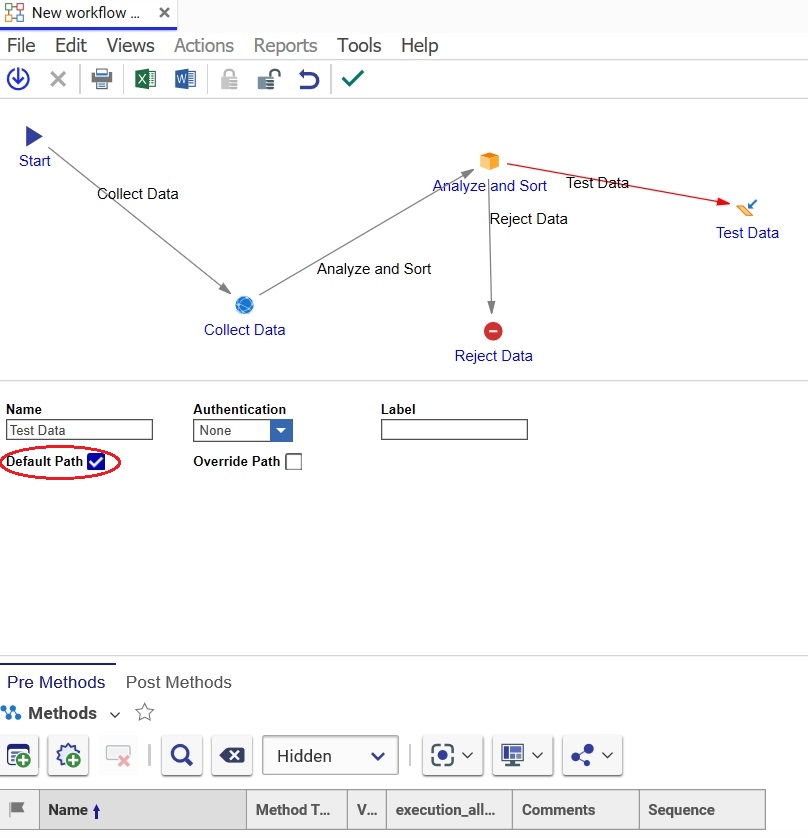 New workflow ...
File Edit Views Actions Reports Tools Help
Start
Collect Data
Analyze and Sort
Test Data
Reject Data
Test Data
Analyze and Sort
Collect Data
Reject Data
Name Authentication Label
Test Data None
Default Path Override Path
Pre Methods Post Methods
Methods
Hidden
Name Method T... V... execution_all... Comments Sequence